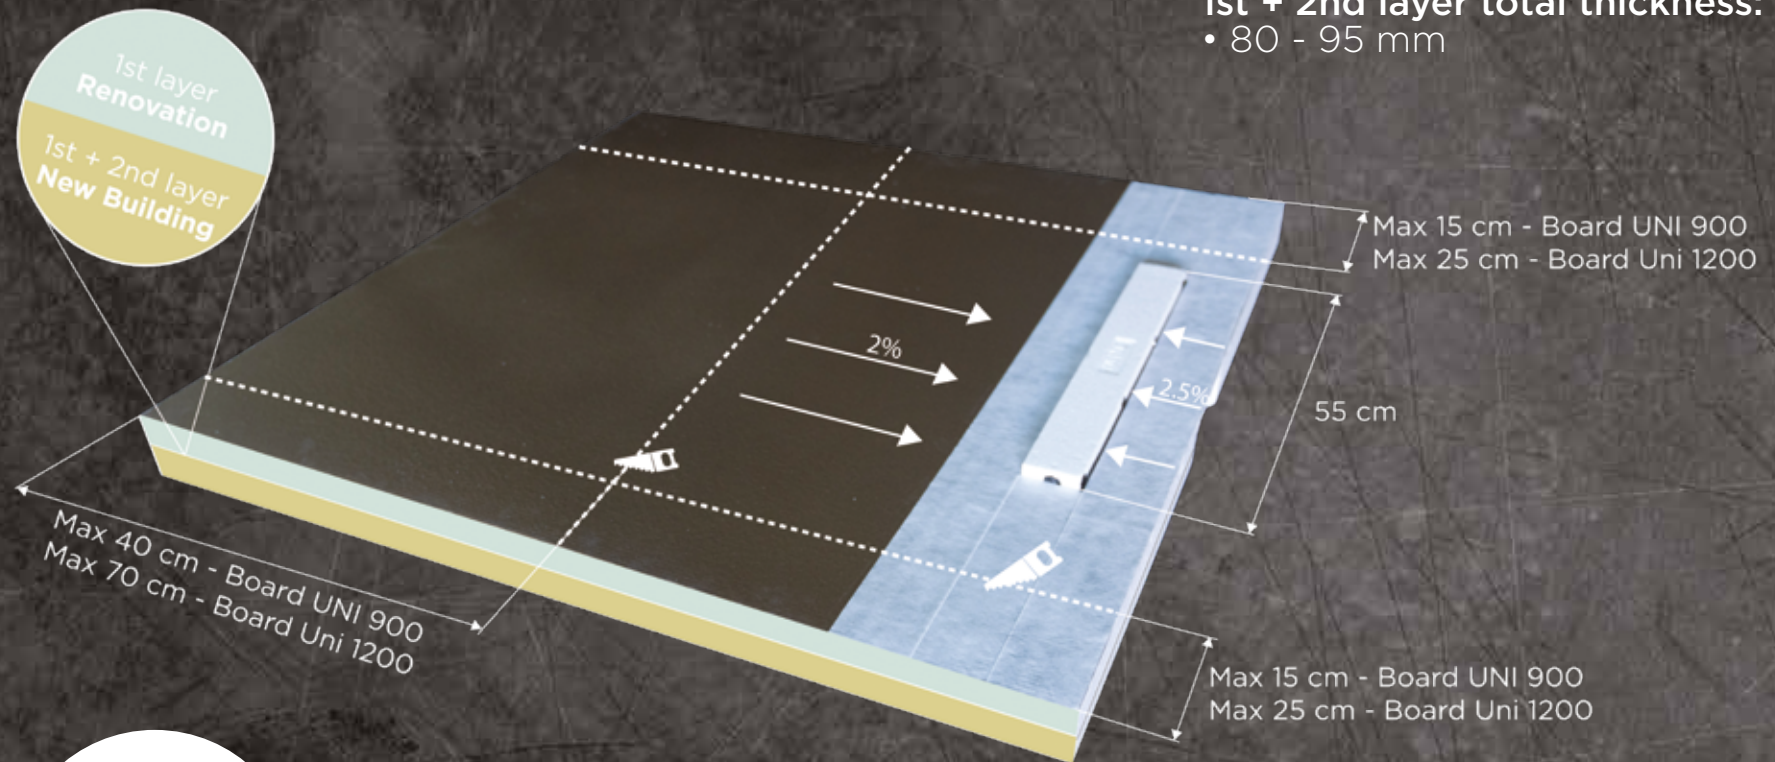 1st + 2nd layer total thickness:
• 80 - 95 mm
1st layer
Renovation
1st + 2nd layer
New Building
Max 15 cm - Board UNI 900
Max 25 cm - Board Uni 1200
2%
2.5%
55 cm
Max 40 cm - Board UNI 900
Max 70 cm - Board Uni 1200
Max 15 cm - Board UNI 900
Max 25 cm - Board Uni 1200